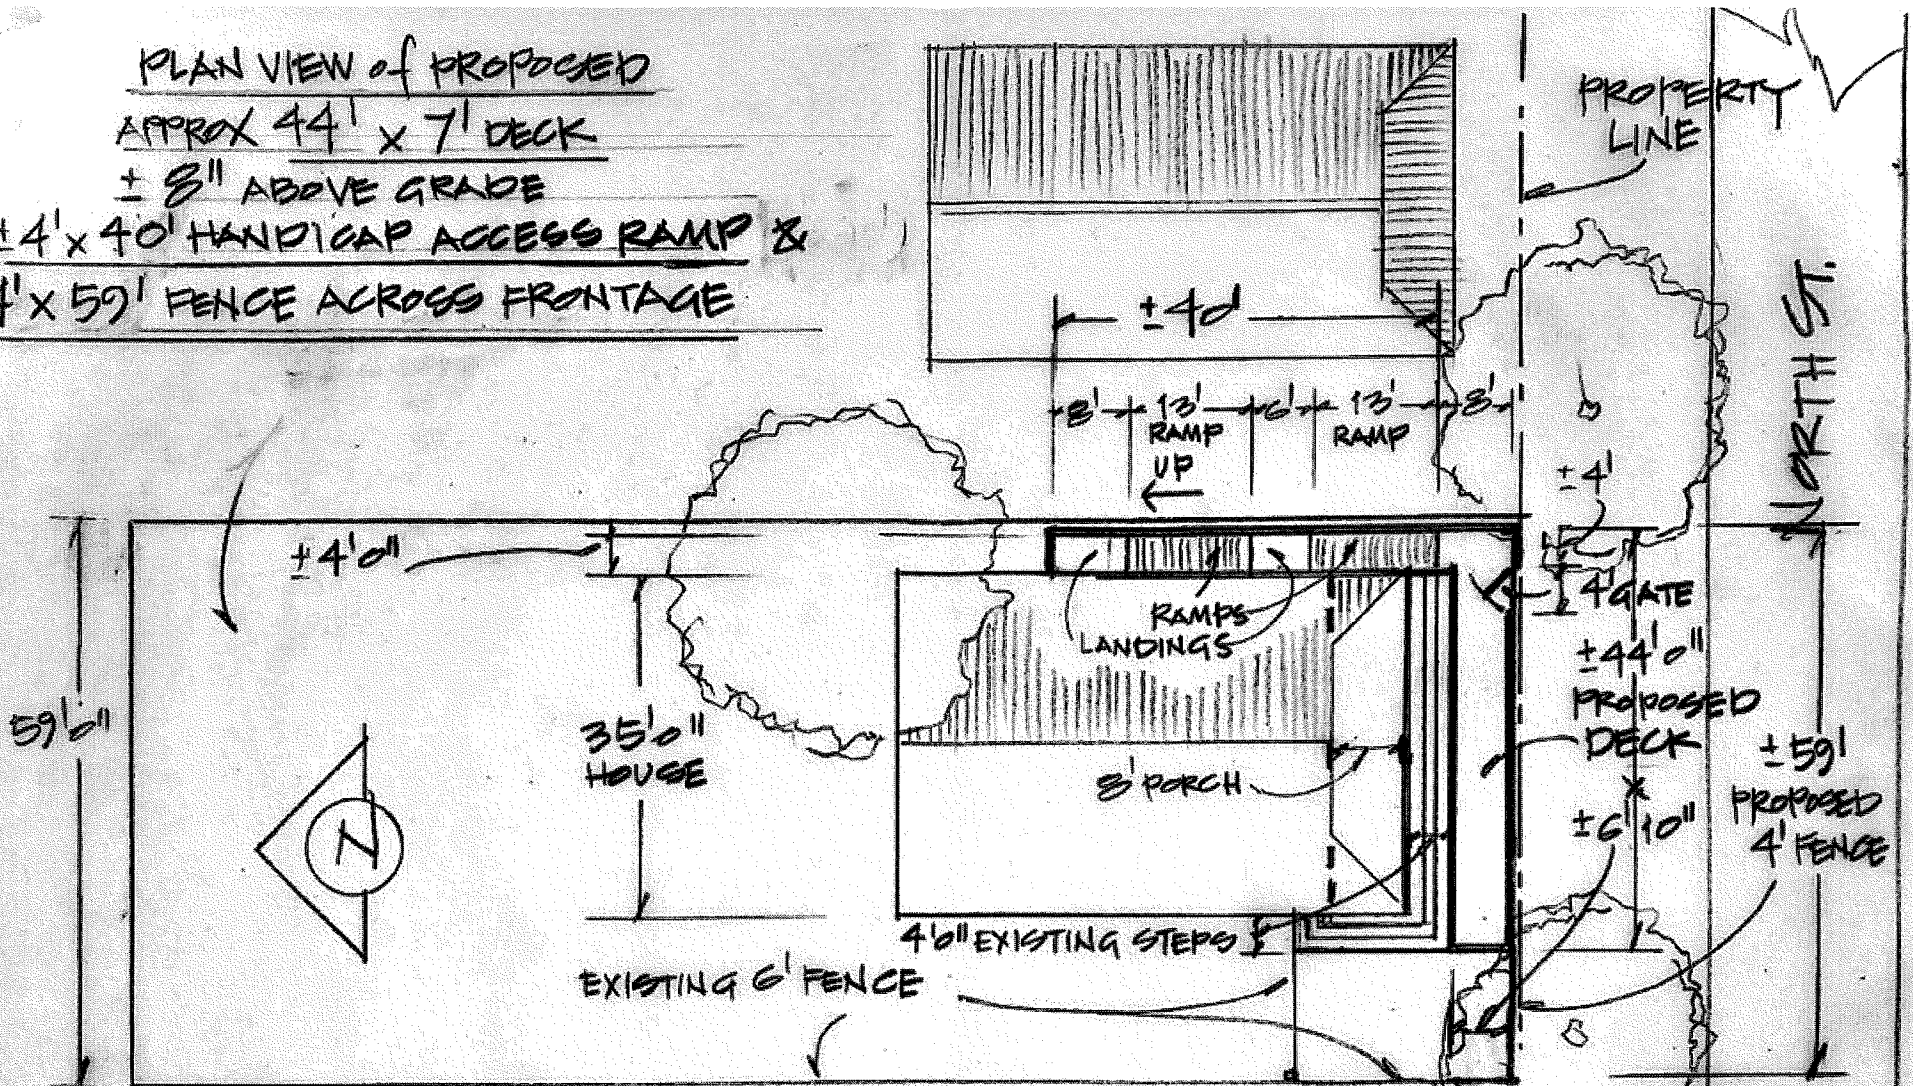 PLAN VIEW of PROPOSED
APPROX 44' x 7' DECK
± 8" ABOVE GRADE
±4' x 40' HANDICAP ACCESS RAMP &
4' X 59' FENCE ACROSS FRONTAGE
PROPERTY
LINE
NORTH ST.
±40'
8' 13' 6' 13' 8'
RAMP RAMP
UP
±4'
±4'0"
4' GATE
RAMPS
LANDINGS
±44'0"
PROPOSED
DECK
x
±6'10"
59'0"
35'0"
HOUSE
8' PORCH
±59'
PROPOSED
4' FENCE
N
4'0" EXISTING STEPS
EXISTING 6' FENCE